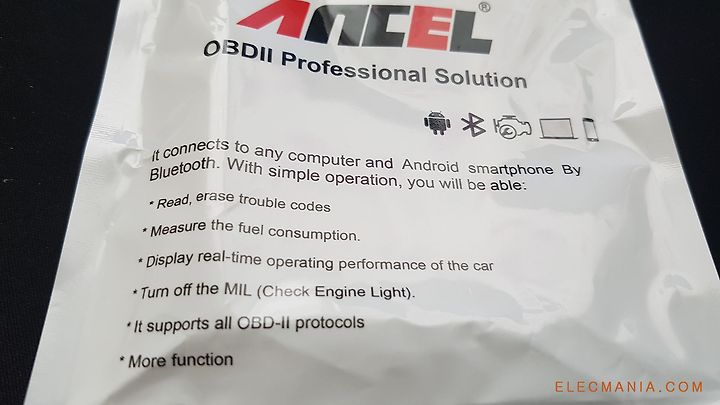 ANCEL®
OBDII Professional Solution
It connects to any computer and Android smartphone By
Bluetooth. With simple operation, you will be able:
* Read, erase trouble codes
* Measure the fuel consumption.
* Display real-time operating performance of the car
* Turn off the MIL (Check Engine Light).
* It supports all OBD-II protocols
* More function
ELECMANIA.COM